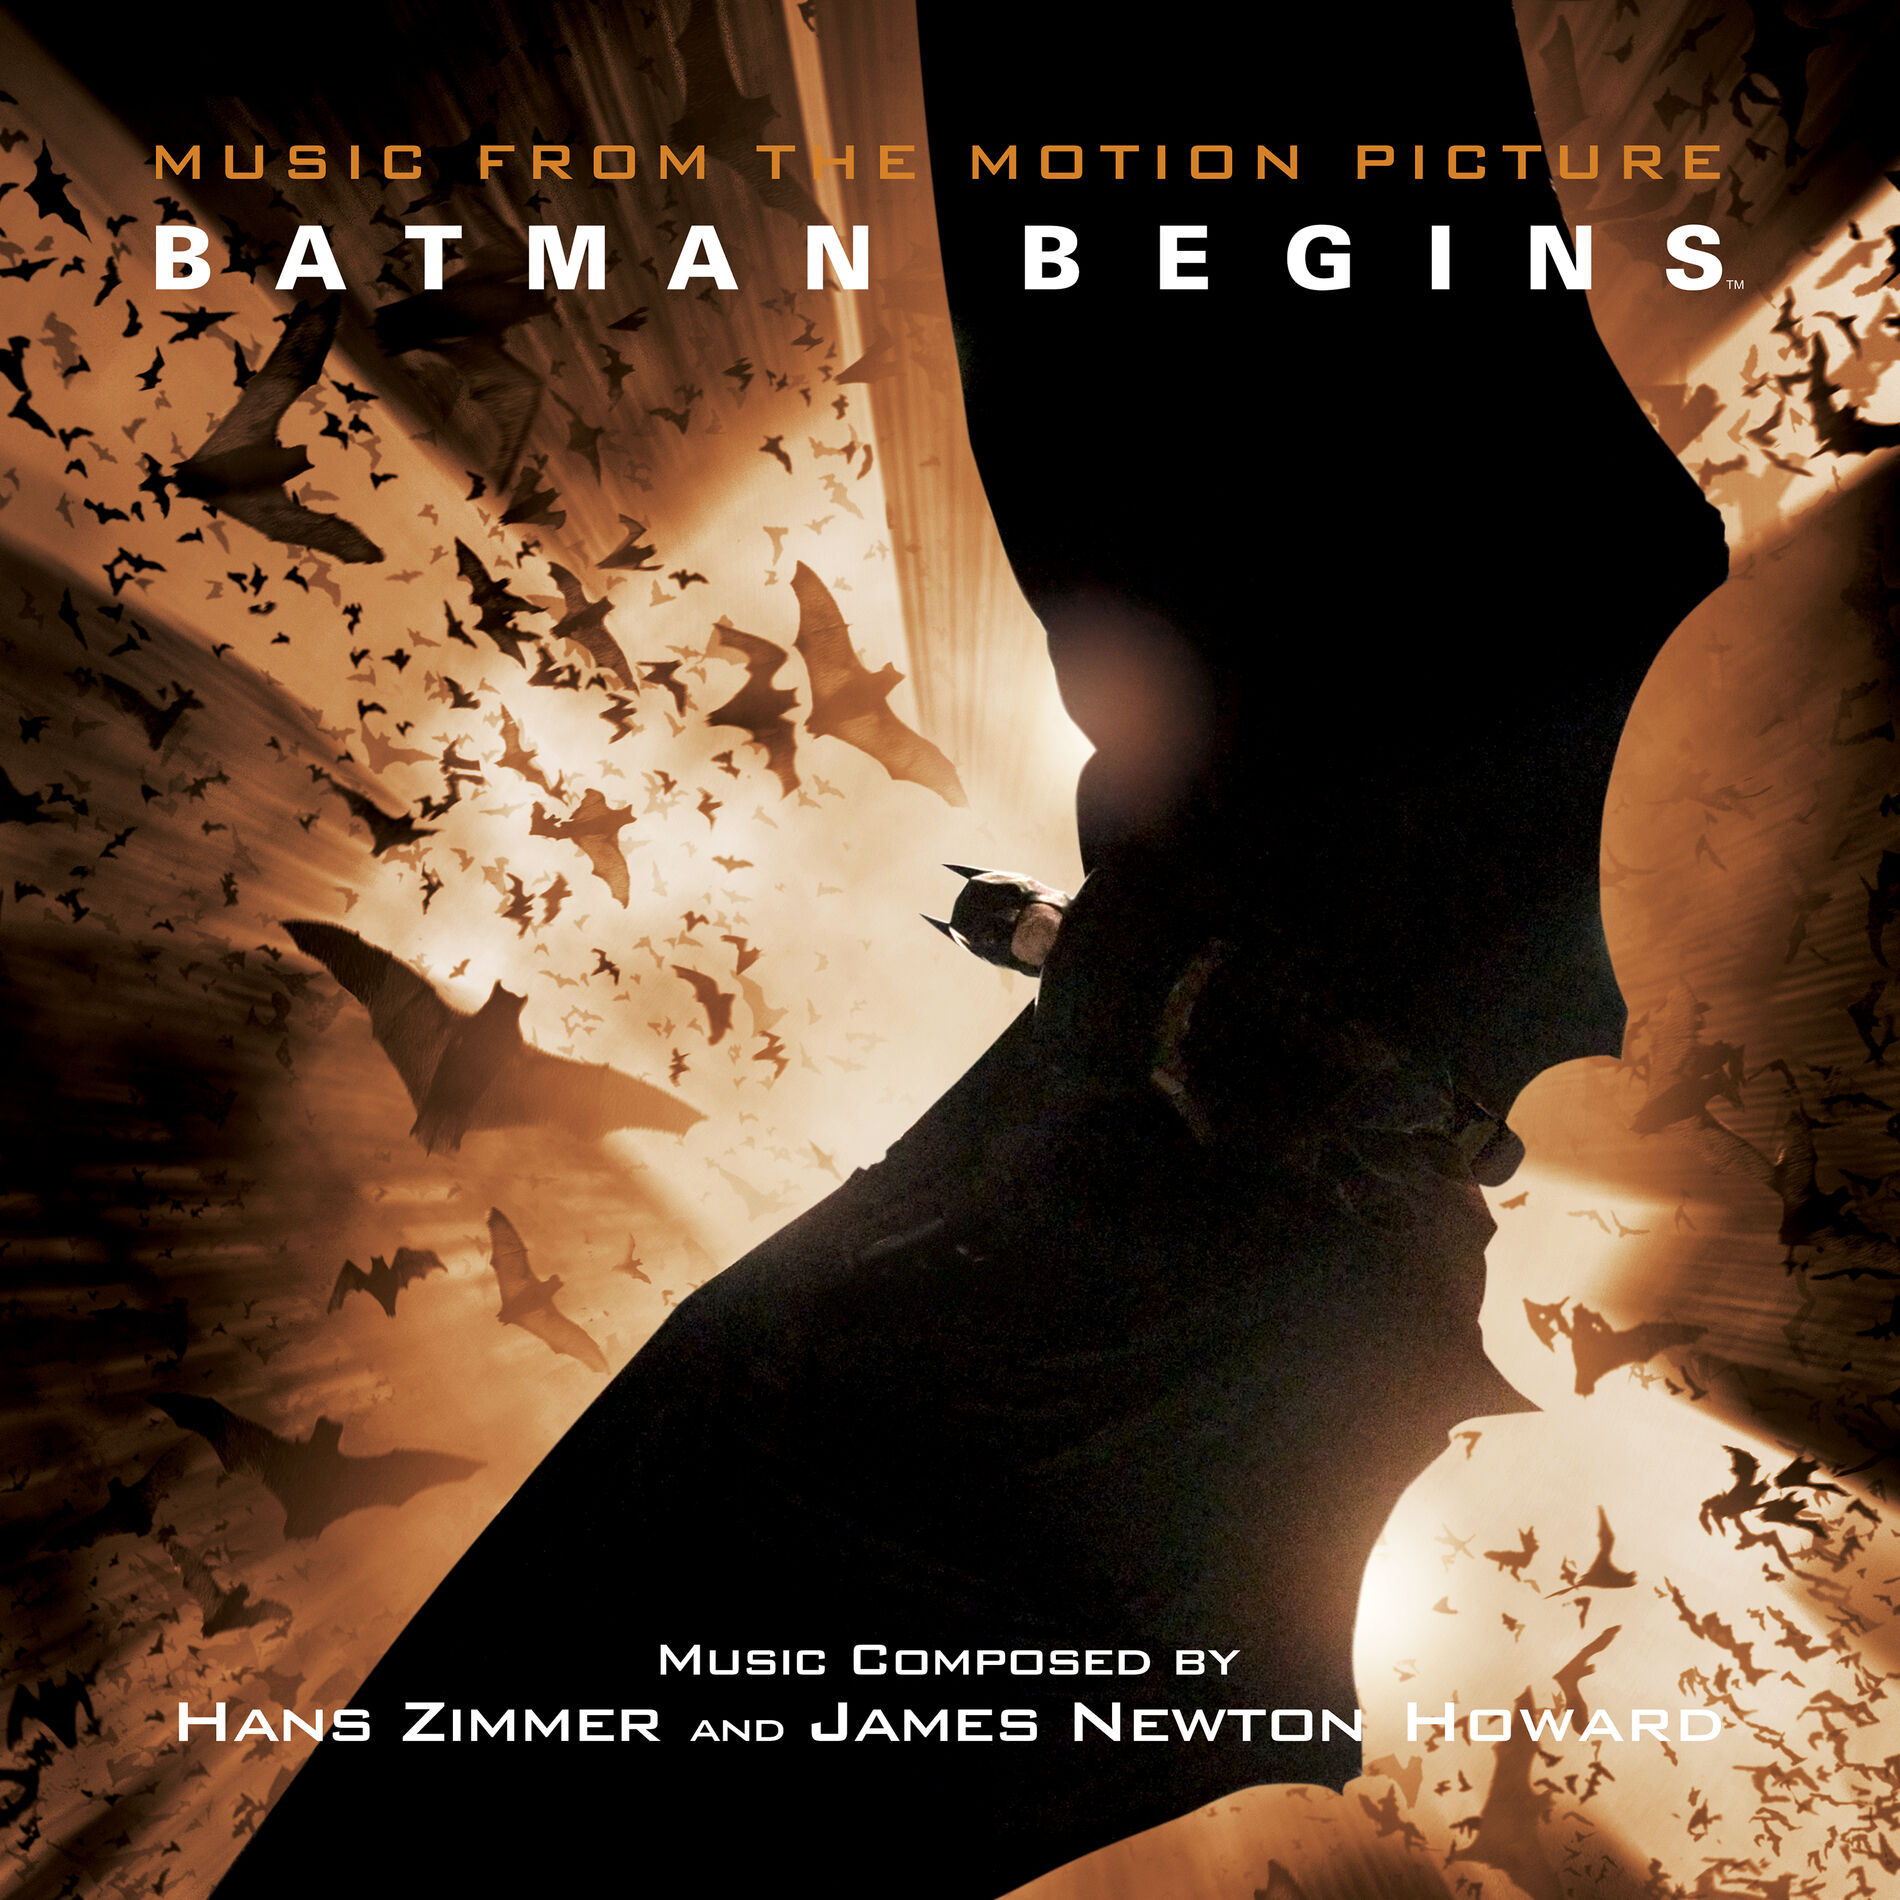 MUSIC FROM THE MOTION PICTURE
BATMAN BEGINS™
MUSIC COMPOSED BY
HANS ZIMMER AND JAMES NEWTON HOWARD